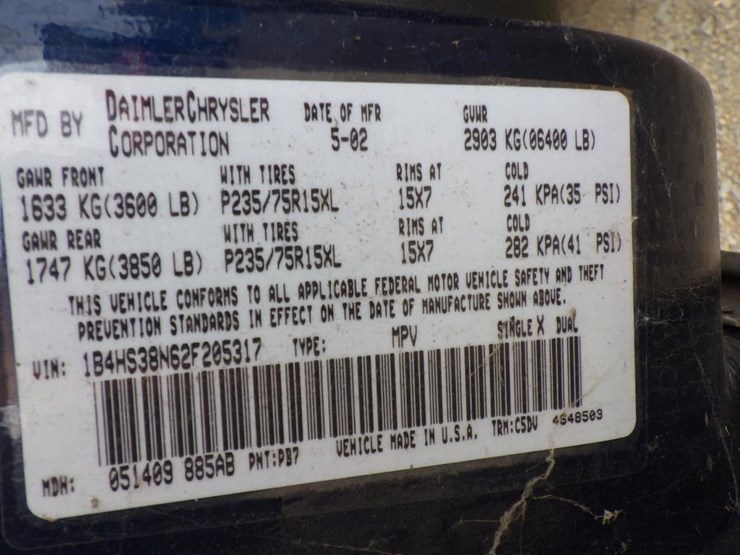 MFD BY DAIMLERCHRYSLER CORPORATION DATE OF MFR 5-02 GVWR 2903 KG(06400 LB)
GAWR FRONT WITH TIRES RIMS AT COLD
1633 KG(3600 LB) P235/75R15XL 15X7 241 KPA(35 PSI)
GAWR REAR WITH TIRES RIMS AT COLD
1747 KG(3850 LB) P235/75R15XL 15X7 282 KPA(41 PSI)
THIS VEHICLE CONFORMS TO ALL APPLICABLE FEDERAL MOTOR VEHICLE SAFETY AND THEFT
PREVENTION STANDARDS IN EFFECT ON THE DATE OF MANUFACTURE SHOWN ABOVE.
VIN: 1B4HS38N62F205317 TYPE: MPV SINGLE X DUAL
MDH: 051409 885AB PNT:PB7 VEHICLE MADE IN U.S.A. TRM:C5DV 4648503